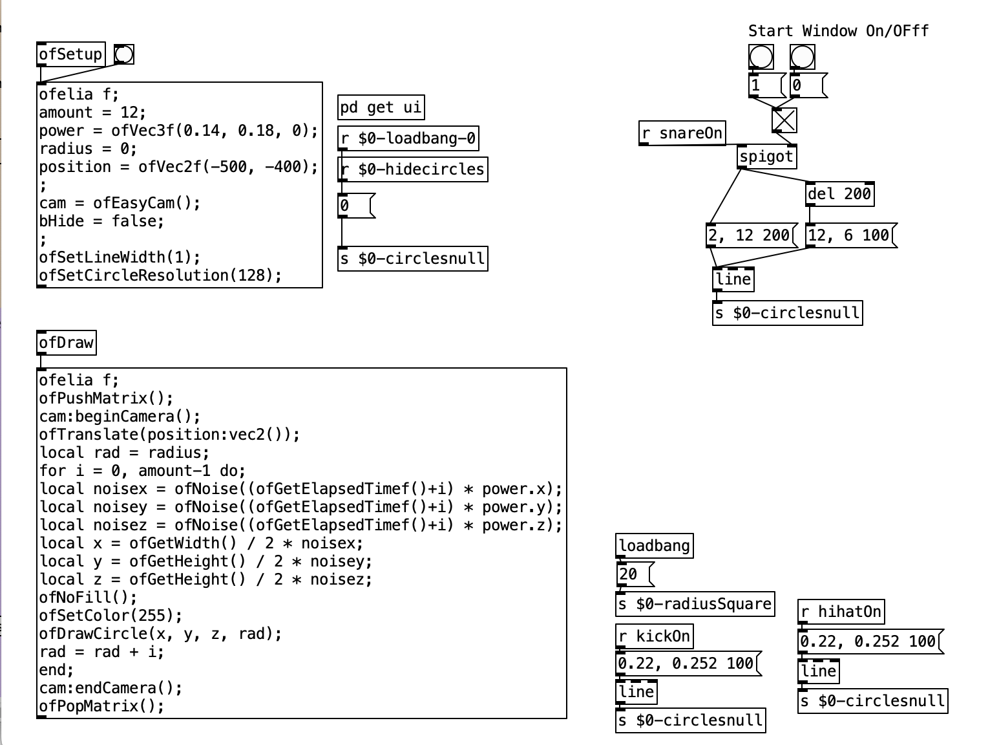 Start Window On/OFff
ofSetup
1
0
ofelia f;
amount = 12;
power = ofVec3f(0.14, 0.18, 0);
radius = 0;
position = ofVec2f(-500, -400);
;
cam = ofEasyCam();
bHide = false;
;
ofSetLineWidth(1);
ofSetCircleResolution(128);
pd get ui
r $0-loadbang-0
r $0-hidecircles
0
s $0-circlesnull
r snareOn
spigot
del 200
2, 12 200
12, 6 100
line
s $0-circlesnull
ofDraw
ofelia f;
ofPushMatrix();
cam:beginCamera();
ofTranslate(position:vec2());
local rad = radius;
for i = 0, amount-1 do;
local noisex = ofNoise((ofGetElapsedTimef()+i) * power.x);
local noisey = ofNoise((ofGetElapsedTimef()+i) * power.y);
local noisez = ofNoise((ofGetElapsedTimef()+i) * power.z);
local x = ofGetWidth() / 2 * noisex;
local y = ofGetHeight() / 2 * noisey;
local z = ofGetHeight() / 2 * noisez;
ofNoFill();
ofSetColor(255);
ofDrawCircle(x, y, z, rad);
rad = rad + i;
end;
cam:endCamera();
ofPopMatrix();
loadbang
20
s $0-radiusSquare
r kickOn
0.22, 0.252 100
line
s $0-circlesnull
r hihatOn
0.22, 0.252 100
line
s $0-circlesnull